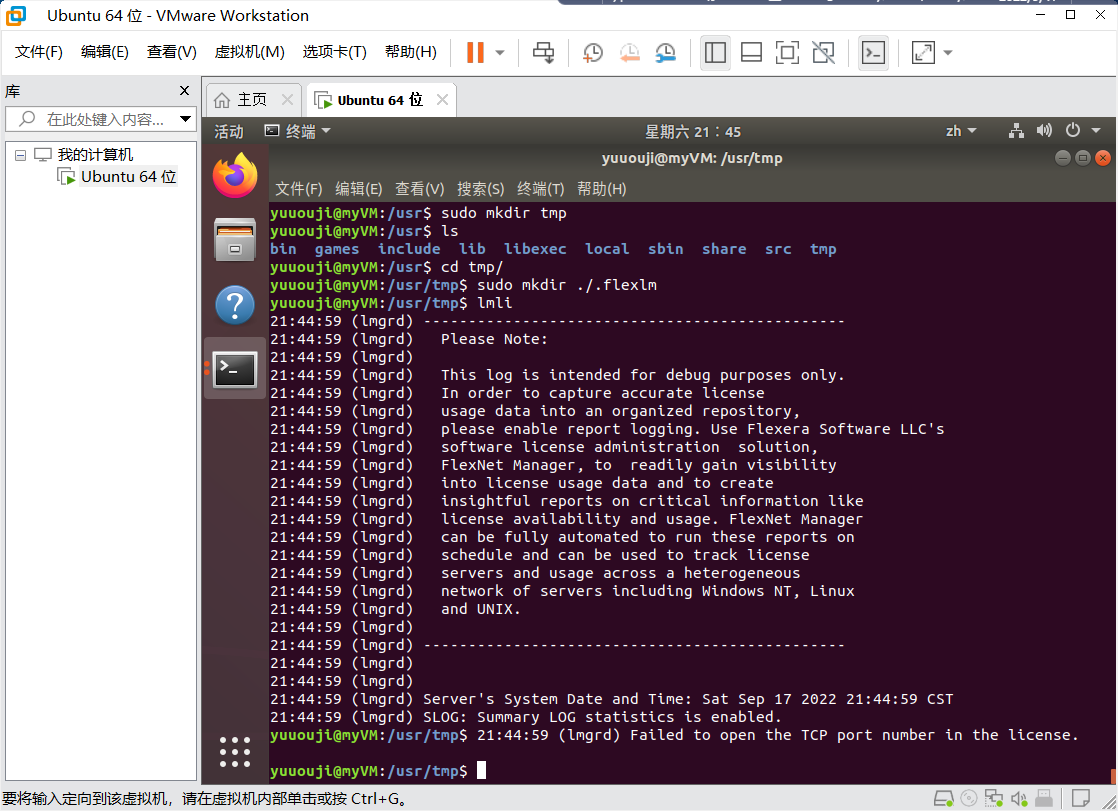 Ubuntu 64 位 - VMware Workstation
文件(F) 编辑(E) 查看(V) 虚拟机(M) 选项卡(T) 帮助(H)
库
在此处键入内容...
我的计算机
Ubuntu 64 位
主页 Ubuntu 64 位
活动 终端 星期六 21：45 zh
yuuouji@myVM: /usr/tmp
文件(F) 编辑(E) 查看(V) 搜索(S) 终端(T) 帮助(H)
yuuouji@myVM:/usr$ sudo mkdir tmp
yuuouji@myVM:/usr$ ls
bin games include lib libexec local sbin share src tmp
yuuouji@myVM:/usr$ cd tmp/
yuuouji@myVM:/usr/tmp$ sudo mkdir ./.flexlm
yuuouji@myVM:/usr/tmp$ lmli
21:44:59 (lmgrd) -----------------------------------------------
21:44:59 (lmgrd)   Please Note:
21:44:59 (lmgrd)
21:44:59 (lmgrd)   This log is intended for debug purposes only.
21:44:59 (lmgrd)   In order to capture accurate license
21:44:59 (lmgrd)   usage data into an organized repository,
21:44:59 (lmgrd)   please enable report logging. Use Flexera Software LLC's
21:44:59 (lmgrd)   software license administration  solution,
21:44:59 (lmgrd)   FlexNet Manager, to  readily gain visibility
21:44:59 (lmgrd)   into license usage data and to create
21:44:59 (lmgrd)   insightful reports on critical information like
21:44:59 (lmgrd)   license availability and usage. FlexNet Manager
21:44:59 (lmgrd)   can be fully automated to run these reports on
21:44:59 (lmgrd)   schedule and can be used to track license
21:44:59 (lmgrd)   servers and usage across a heterogeneous
21:44:59 (lmgrd)   network of servers including Windows NT, Linux
21:44:59 (lmgrd)   and UNIX.
21:44:59 (lmgrd)
21:44:59 (lmgrd) -----------------------------------------------
21:44:59 (lmgrd)
21:44:59 (lmgrd)
21:44:59 (lmgrd) Server's System Date and Time: Sat Sep 17 2022 21:44:59 CST
21:44:59 (lmgrd) SLOG: Summary LOG statistics is enabled.
yuuouji@myVM:/usr/tmp$ 21:44:59 (lmgrd) Failed to open the TCP port number in the license.
yuuouji@myVM:/usr/tmp$
要将输入定向到该虚拟机，请在虚拟机内部单击或按 Ctrl+G。